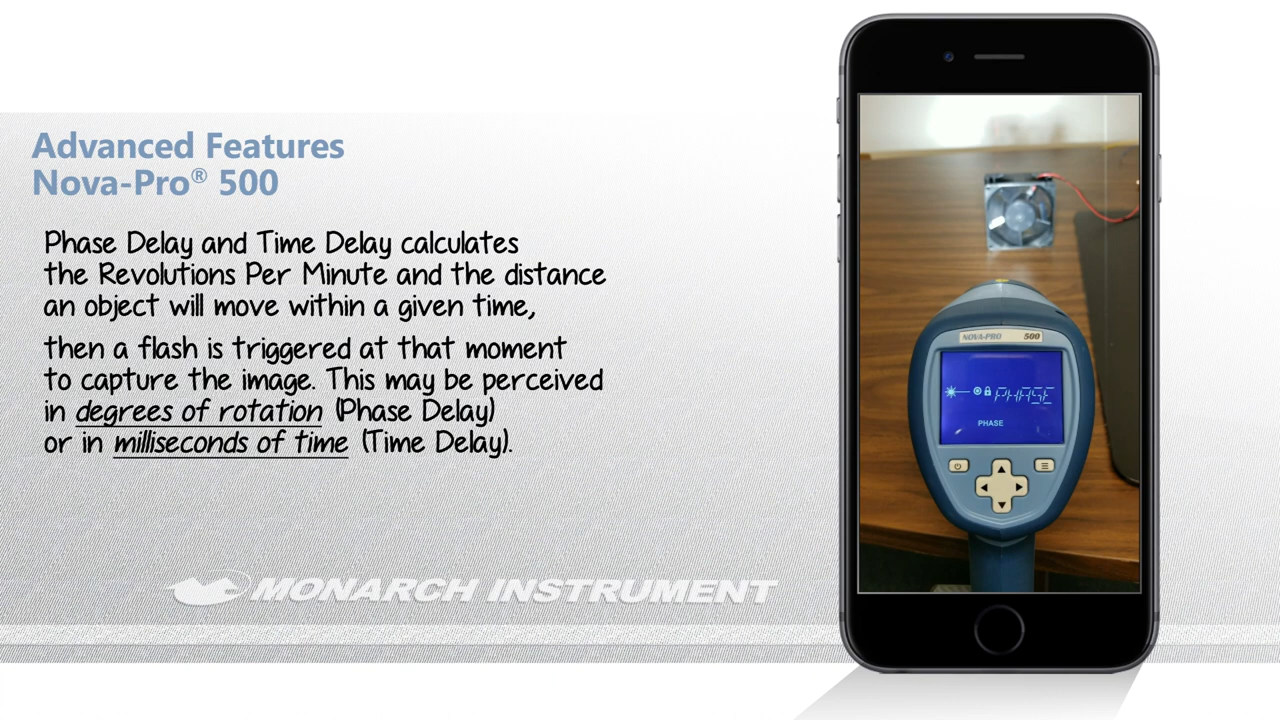 Advanced Features
Nova-Pro® 500
Phase Delay and Time Delay calculates
the Revolutions Per Minute and the distance
an object will move within a given time,
then a flash is triggered at that moment
to capture the image. This may be perceived
in degrees of rotation (Phase Delay)
or in milliseconds of time (Time Delay).
MONARCH INSTRUMENT
NOVA-PRO 500
PHASE
PHASE